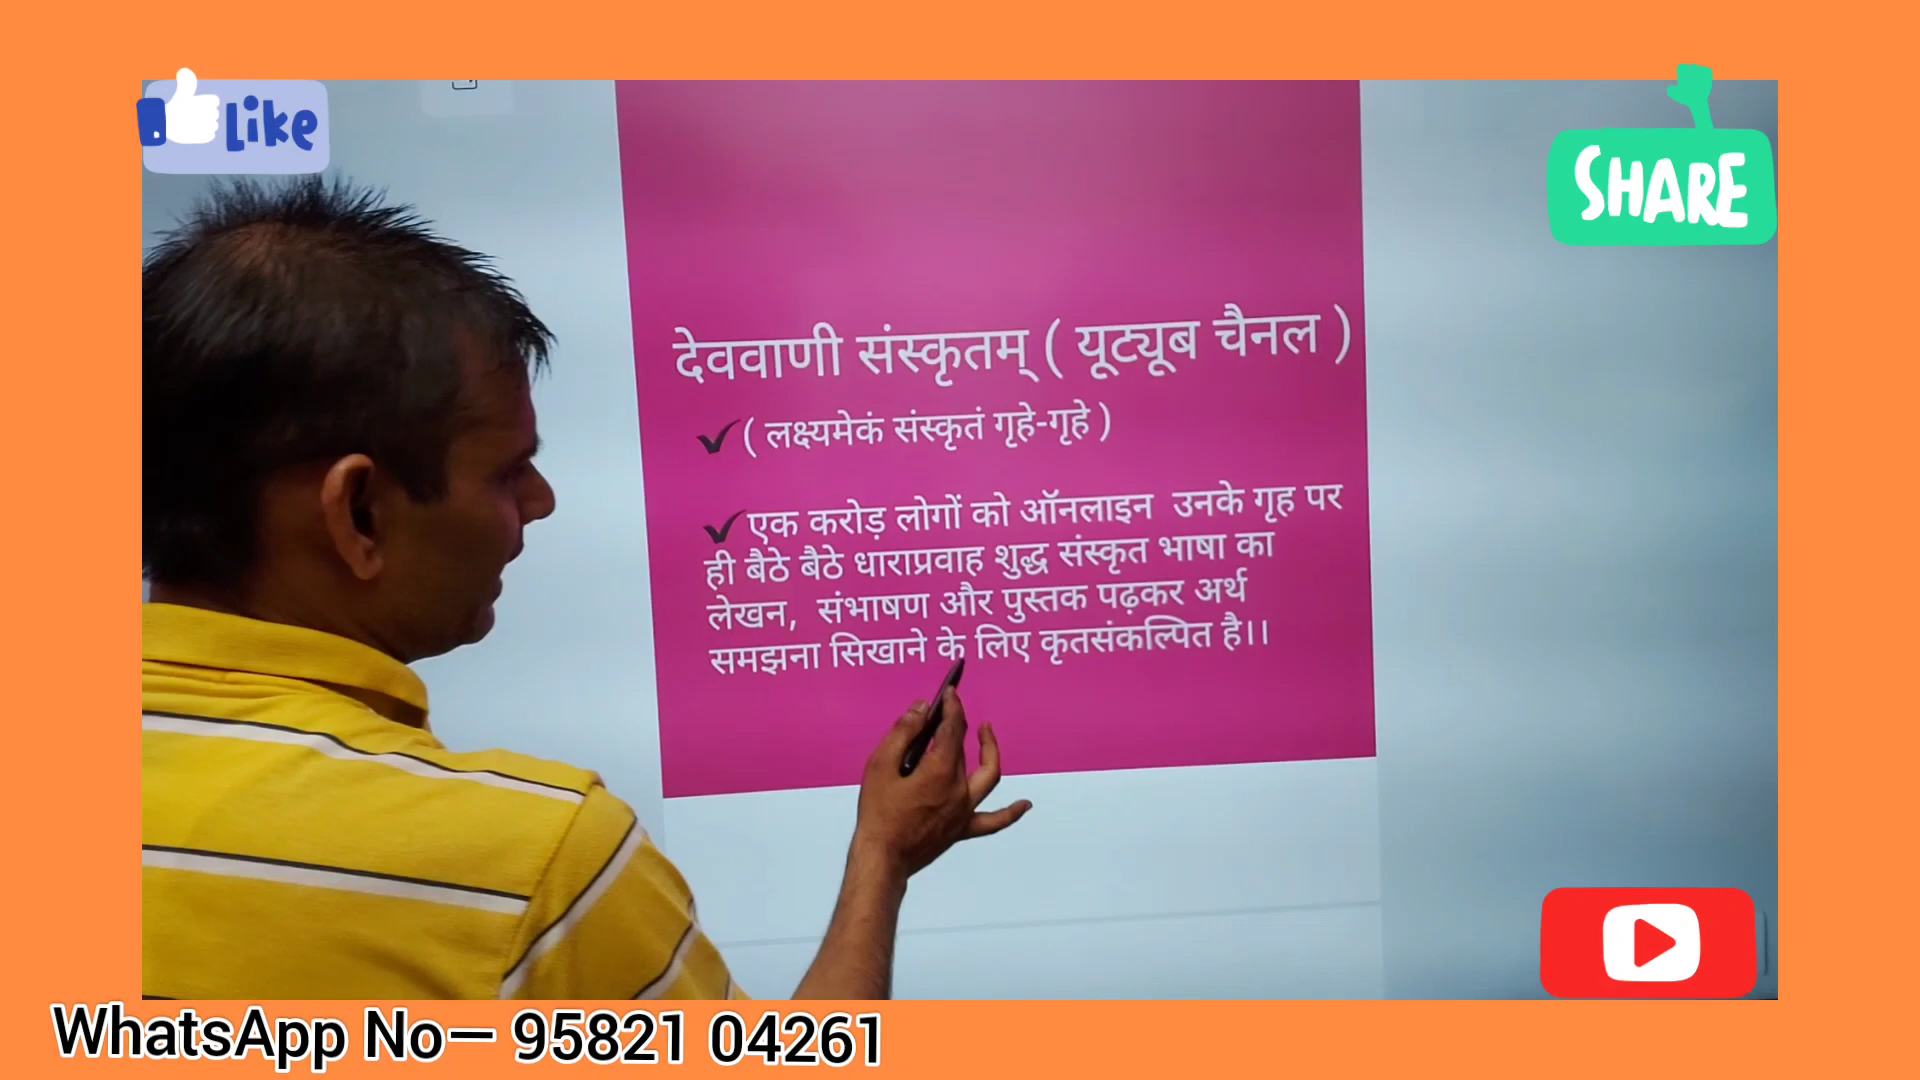 Like
SHARE
देववाणी संस्कृतम् ( यूट्यूब चैनल )
✔( लक्ष्यमेकं संस्कृतं गृहे-गृहे )
✔एक करोड़ लोगों को ऑनलाइन उनके गृह पर
ही बैठे बैठे धाराप्रवाह शुद्ध संस्कृत भाषा का
लेखन, संभाषण और पुस्तक पढ़कर अर्थ
समझना सिखाने के लिए कृतसंकल्पित है।।
WhatsApp No— 95821 04261